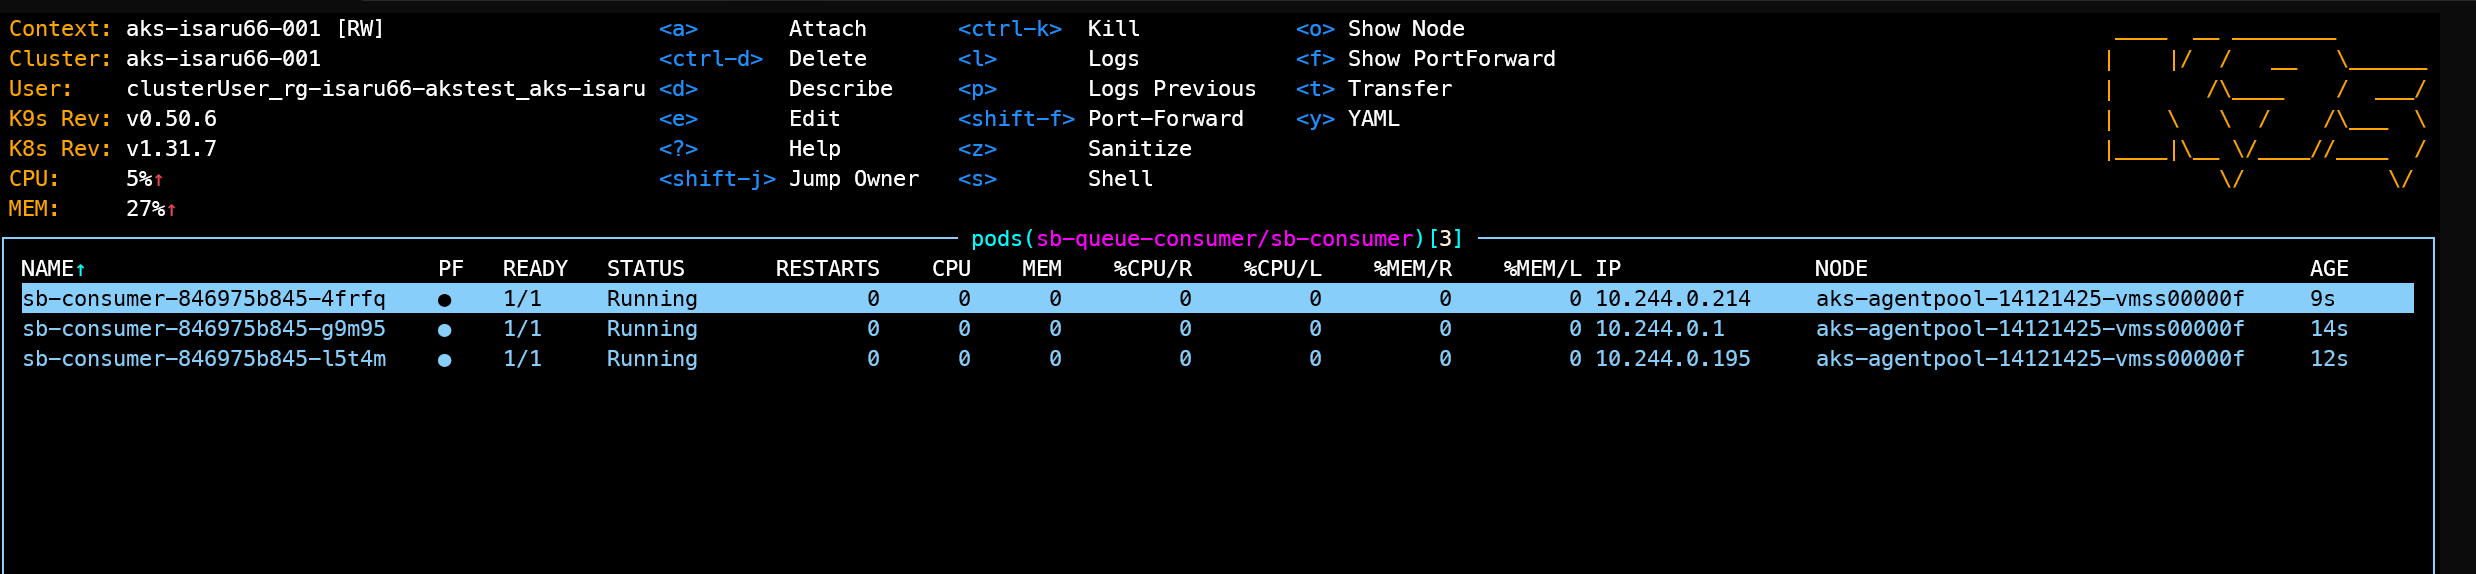 Context: aks-isaru66-001 [RW] <a> Attach <ctrl-k> Kill <o> Show Node
Cluster: aks-isaru66-001 <ctrl-d> Delete <l> Logs <f> Show PortForward
User: clusterUser_rg-isaru66-akstest_aks-isaru <d> Describe <p> Logs Previous <t> Transfer
K9s Rev: v0.50.6 <e> Edit <shift-f> Port-Forward <y> YAML
K8s Rev: v1.31.7 <?> Help <z> Sanitize
CPU: 5%↑ <shift-j> Jump Owner <s> Shell
MEM: 27%↑
pods(sb-queue-consumer/sb-consumer)[3]
NAME↑ PF READY STATUS RESTARTS CPU MEM %CPU/R %CPU/L %MEM/R %MEM/L IP NODE AGE
sb-consumer-846975b845-4frfq ● 1/1 Running 0 0 0 0 0 0 0 10.244.0.214 aks-agentpool-14121425-vmss00000f 9s
sb-consumer-846975b845-g9m95 ● 1/1 Running 0 0 0 0 0 0 0 10.244.0.1 aks-agentpool-14121425-vmss00000f 14s
sb-consumer-846975b845-l5t4m ● 1/1 Running 0 0 0 0 0 0 0 10.244.0.195 aks-agentpool-14121425-vmss00000f 12s